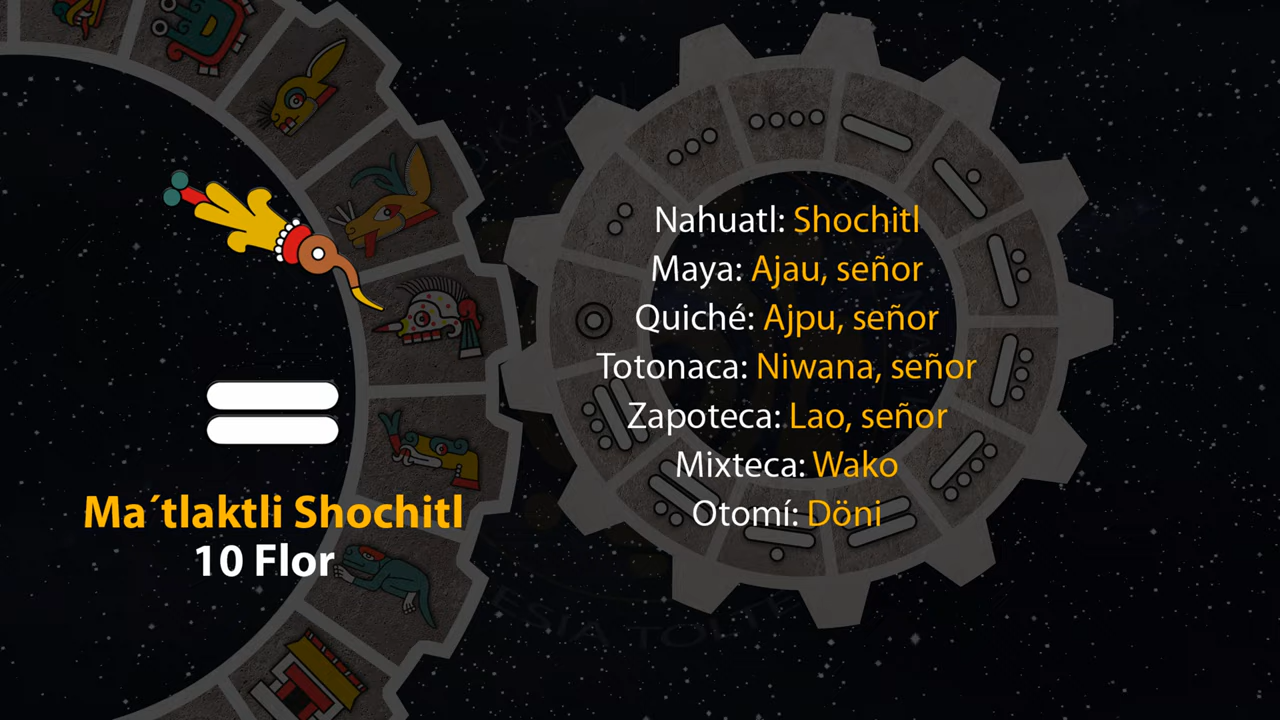 Nahuatl: Shochitl
Maya: Ajau, señor
Quiché: Ajpu, señor
Totonaca: Niwana, señor
Zapoteca: Lao, señor
Mixteca: Wako
Otomí: Döni
Ma´tlaktli Shochitl
10 Flor